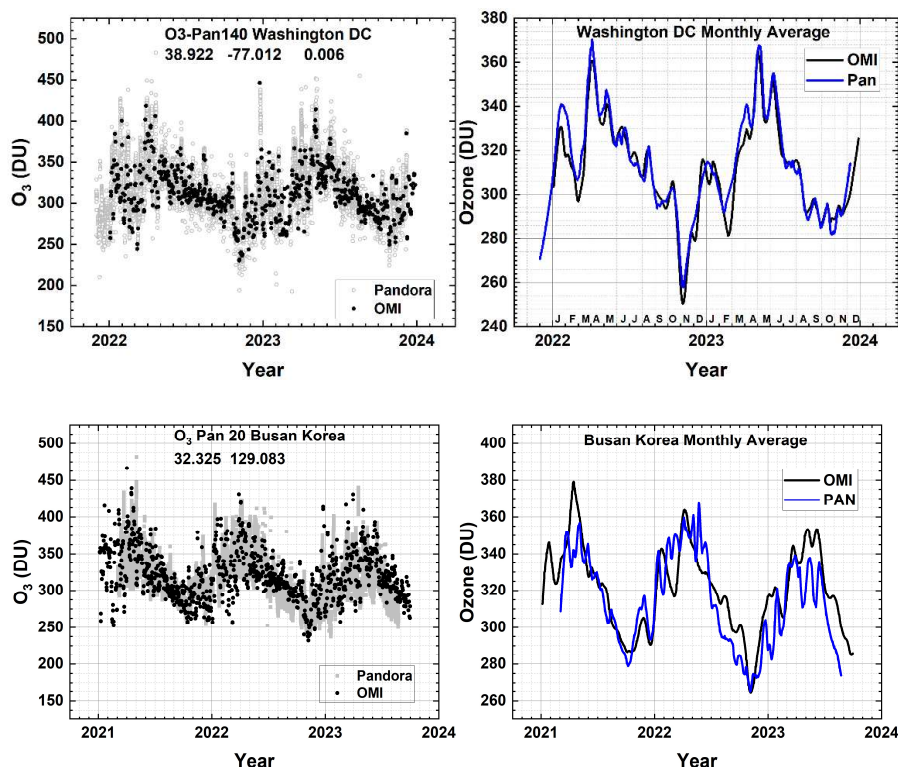 O3-Pan140 Washington DC
38.922 -77.012 0.006
500
450
400
350
300
250
200
150
O₃ (DU)
Pandora
OMI
2022
2023
2024
Year
Washington DC Monthly Average
OMI
Pan
380
360
340
320
300
280
260
240
Ozone (DU)
J F M A M J J A S O N D J F M A M J J A S O N D
2022
2023
2024
Year
O₃ Pan 20 Busan Korea
32.325 129.083
500
450
400
350
300
250
200
150
O₃ (DU)
Pandora
OMI
2021
2022
2023
2024
Year
Busan Korea Monthly Average
OMI
PAN
400
380
360
340
320
300
280
260
Ozone (DU)
2021
2022
2023
2024
Year